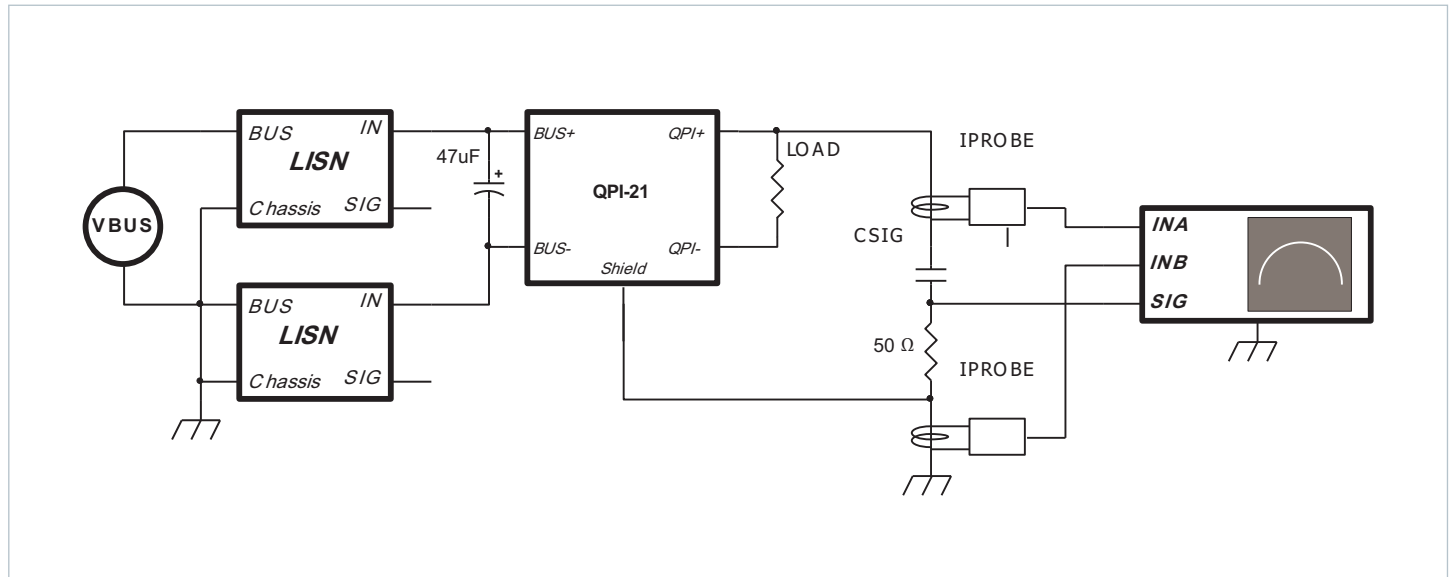 BUS IN
LISN
Chassis SIG
VBUS
BUS IN
LISN
Chassis SIG
47uF
+
BUS+ QPI+
QPI-21
BUS- QPI-
Shield
LOAD
IPROBE
CSIG
50 Ω
IPROBE
INA
INB
SIG